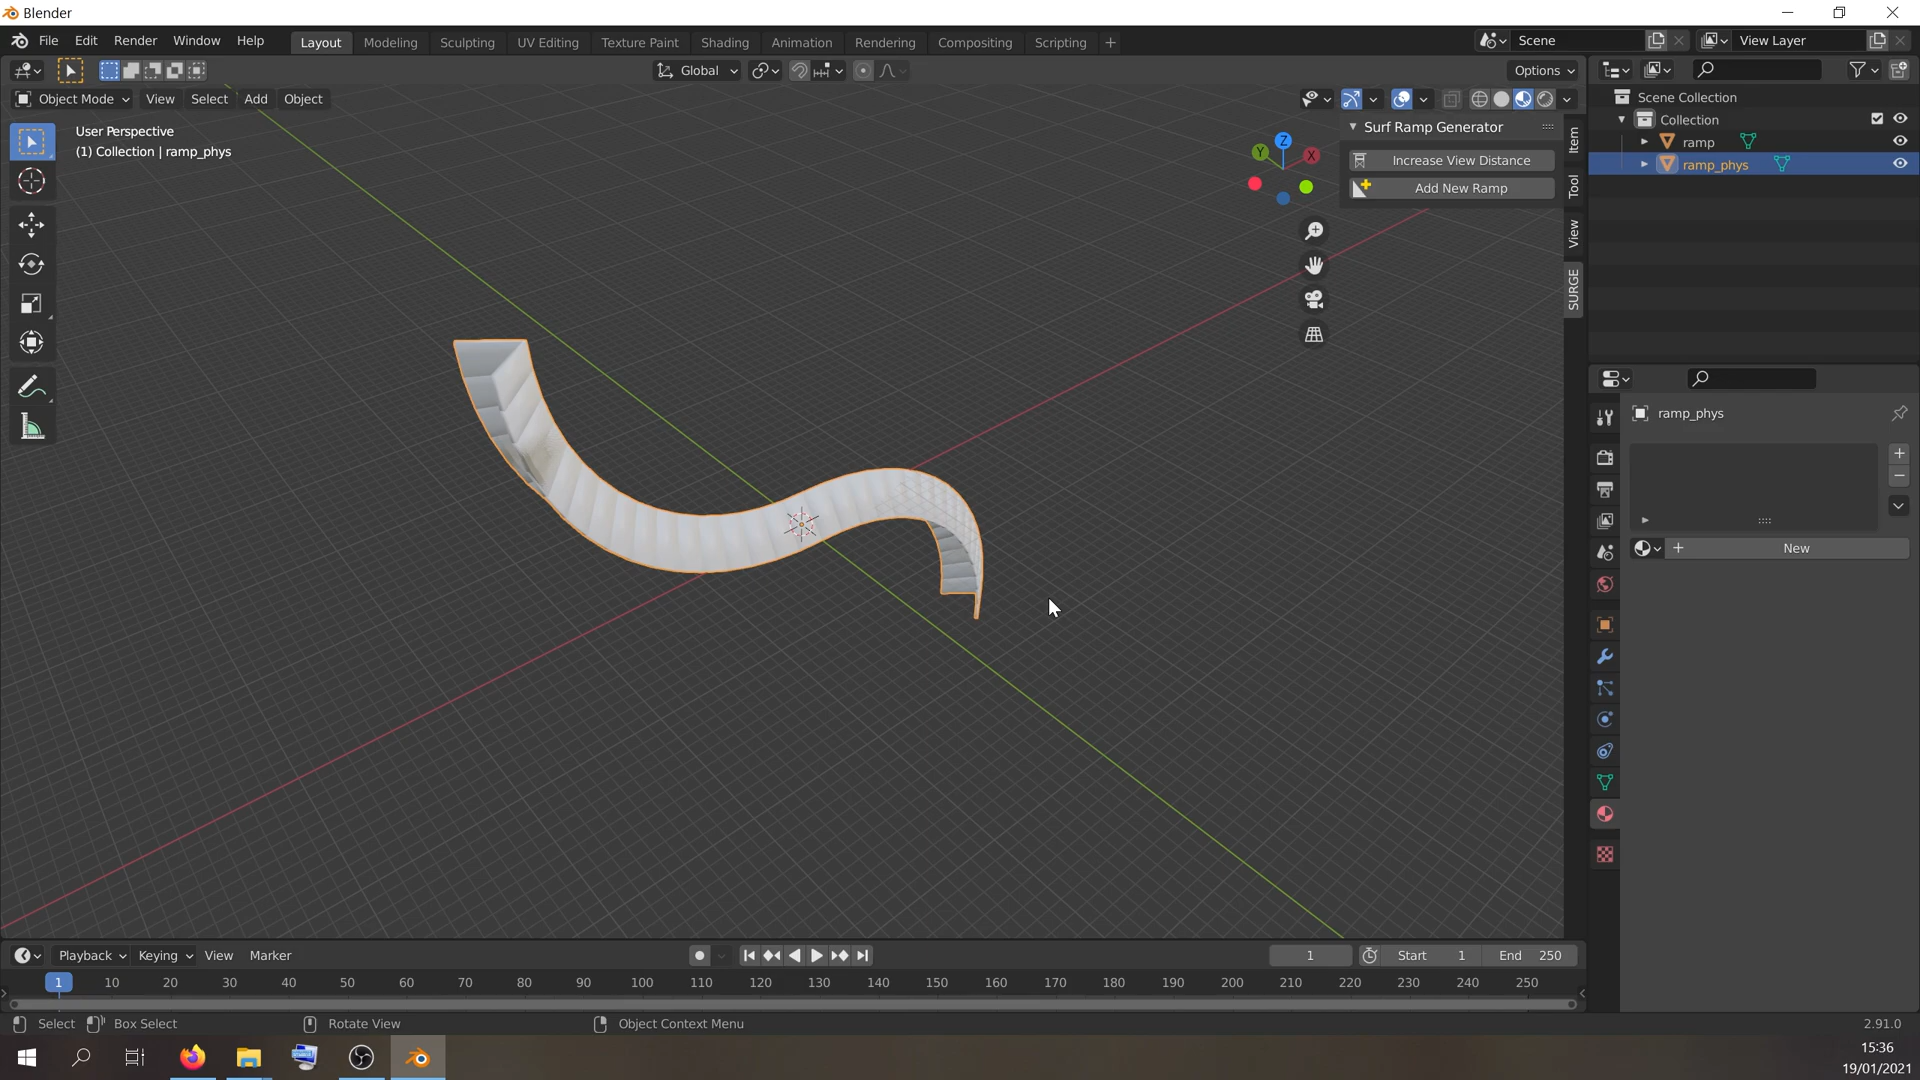 Blender
File Edit Render Window Help Layout Modeling Sculpting UV Editing Texture Paint Shading Animation Rendering Compositing Scripting + Scene View Layer
Global Options
Object Mode View Select Add Object
Scene Collection
Collection
ramp
ramp_phys
User Perspective
(1) Collection | ramp_phys
Z
Y
X
Surf Ramp Generator
Increase View Distance
Add New Ramp
Item
Tool
View
SURGE
ramp_phys
New
Playback Keying View Marker 1 Start 1 End 250
1 10 20 30 40 50 60 70 80 90 100 110 120 130 140 150 160 170 180 190 200 210 220 230 240 250
Select Box Select Rotate View Object Context Menu 2.91.0
15:36
19/01/2021